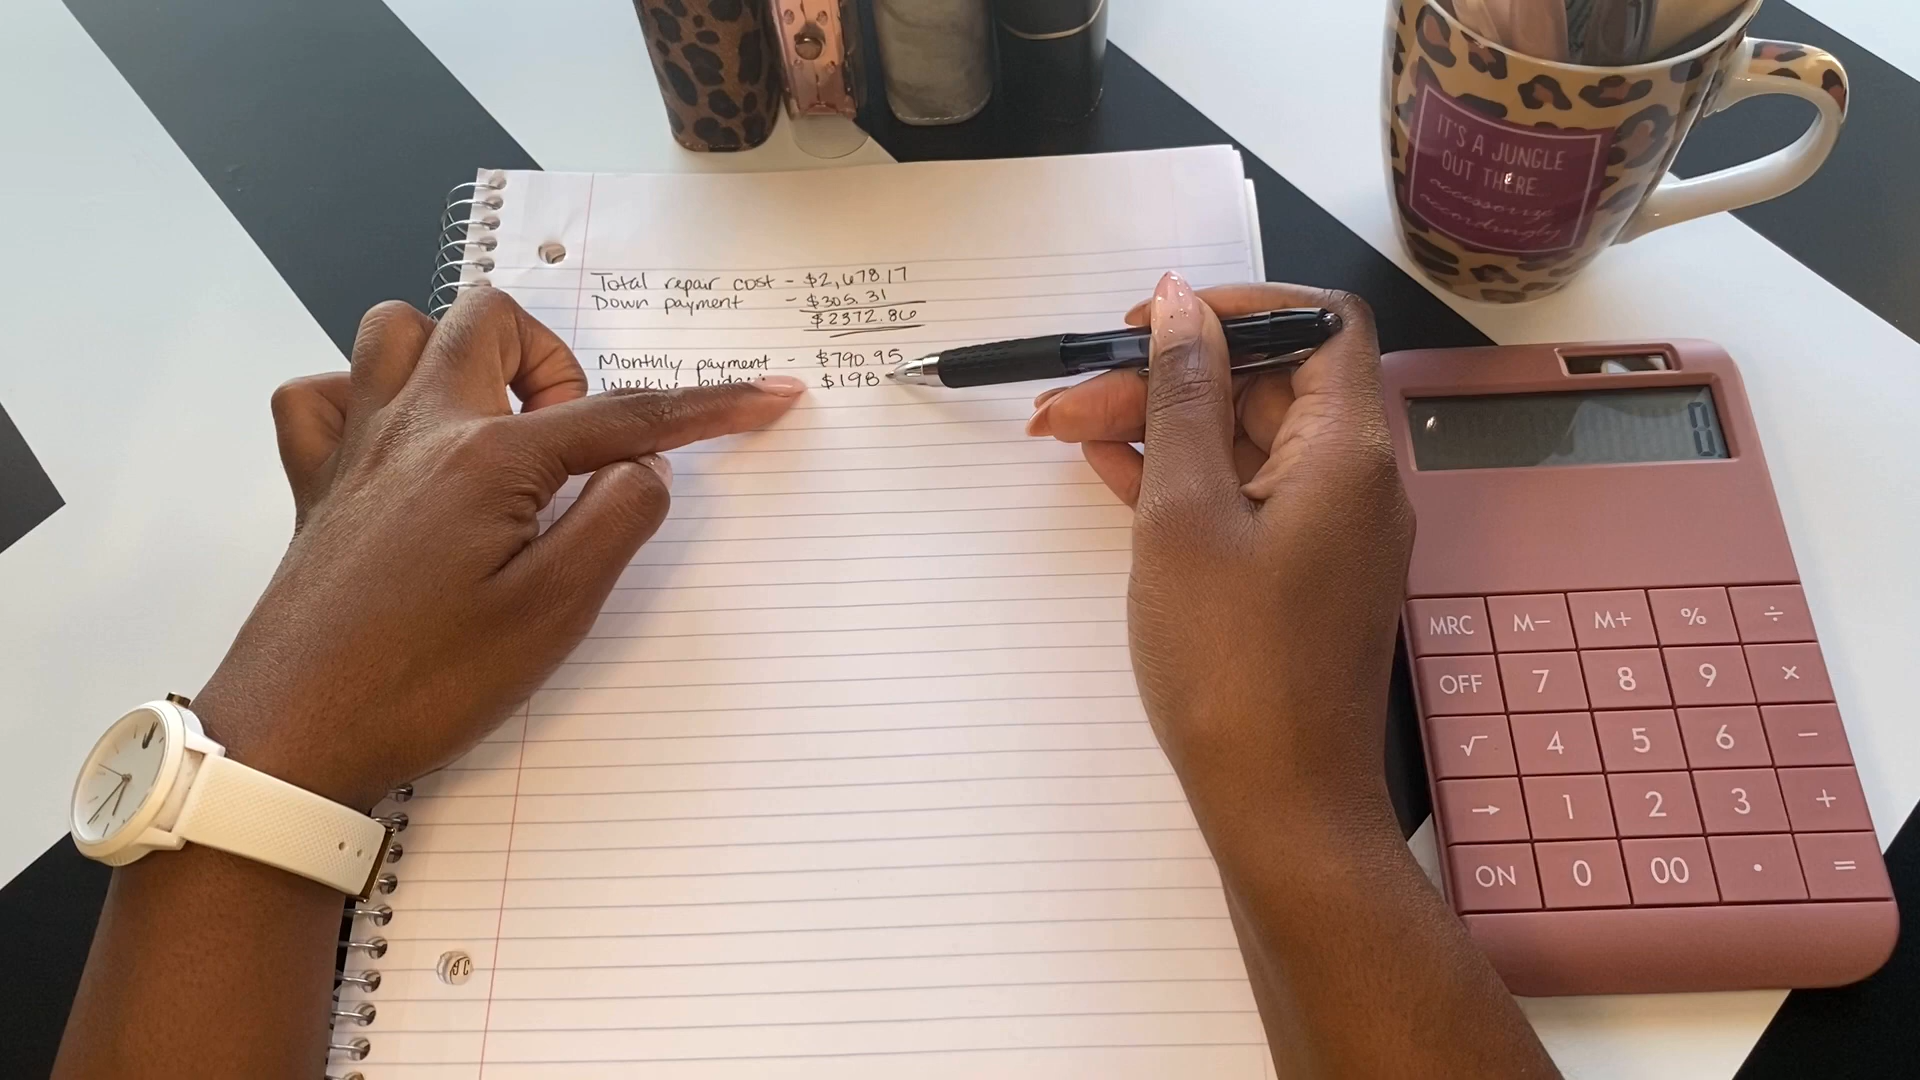 Total repair cost - $2,678.17
Down payment - $305.31
$2372.86
Monthly payment - $790.95
Weekly budget $198
IT'S A JUNGLE
OUT THERE
accessorize
accordingly
0
MRC M− M+ % ÷
OFF 7 8 9 ×
√ 4 5 6 −
→ 1 2 3 +
ON 0 00 . =